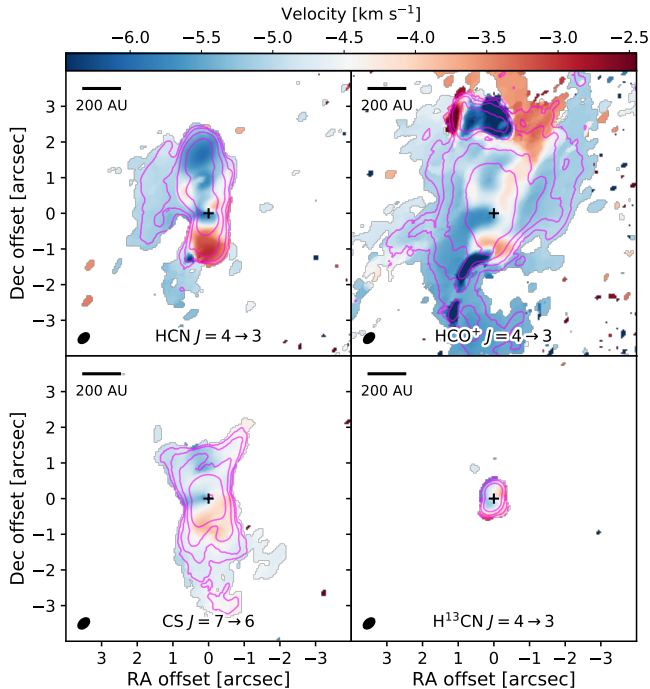 Velocity [km s⁻¹]
−6.0 −5.5 −5.0 −4.5 −4.0 −3.5 −3.0 −2.5
200 AU
200 AU
3
2
1
0
−1
−2
−3
Dec offset [arcsec]
HCN J = 4 → 3
HCO⁺ J = 4 → 3
200 AU
200 AU
3
2
1
0
−1
−2
−3
Dec offset [arcsec]
CS J = 7 → 6
H¹³CN J = 4 → 3
3 2 1 0 −1 −2 −3
3 2 1 0 −1 −2 −3
RA offset [arcsec]
RA offset [arcsec]